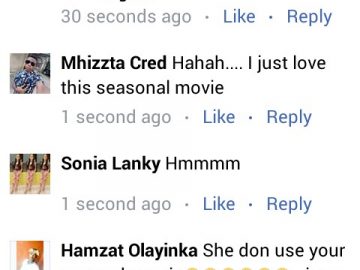 30 seconds ago · Like · Reply
Mhizzta Cred Hahah.... I just love
this seasonal movie
1 second ago · Like · Reply
Sonia Lanky Hmmmm
1 second ago · Like · Reply
Hamzat Olayinka She don use your